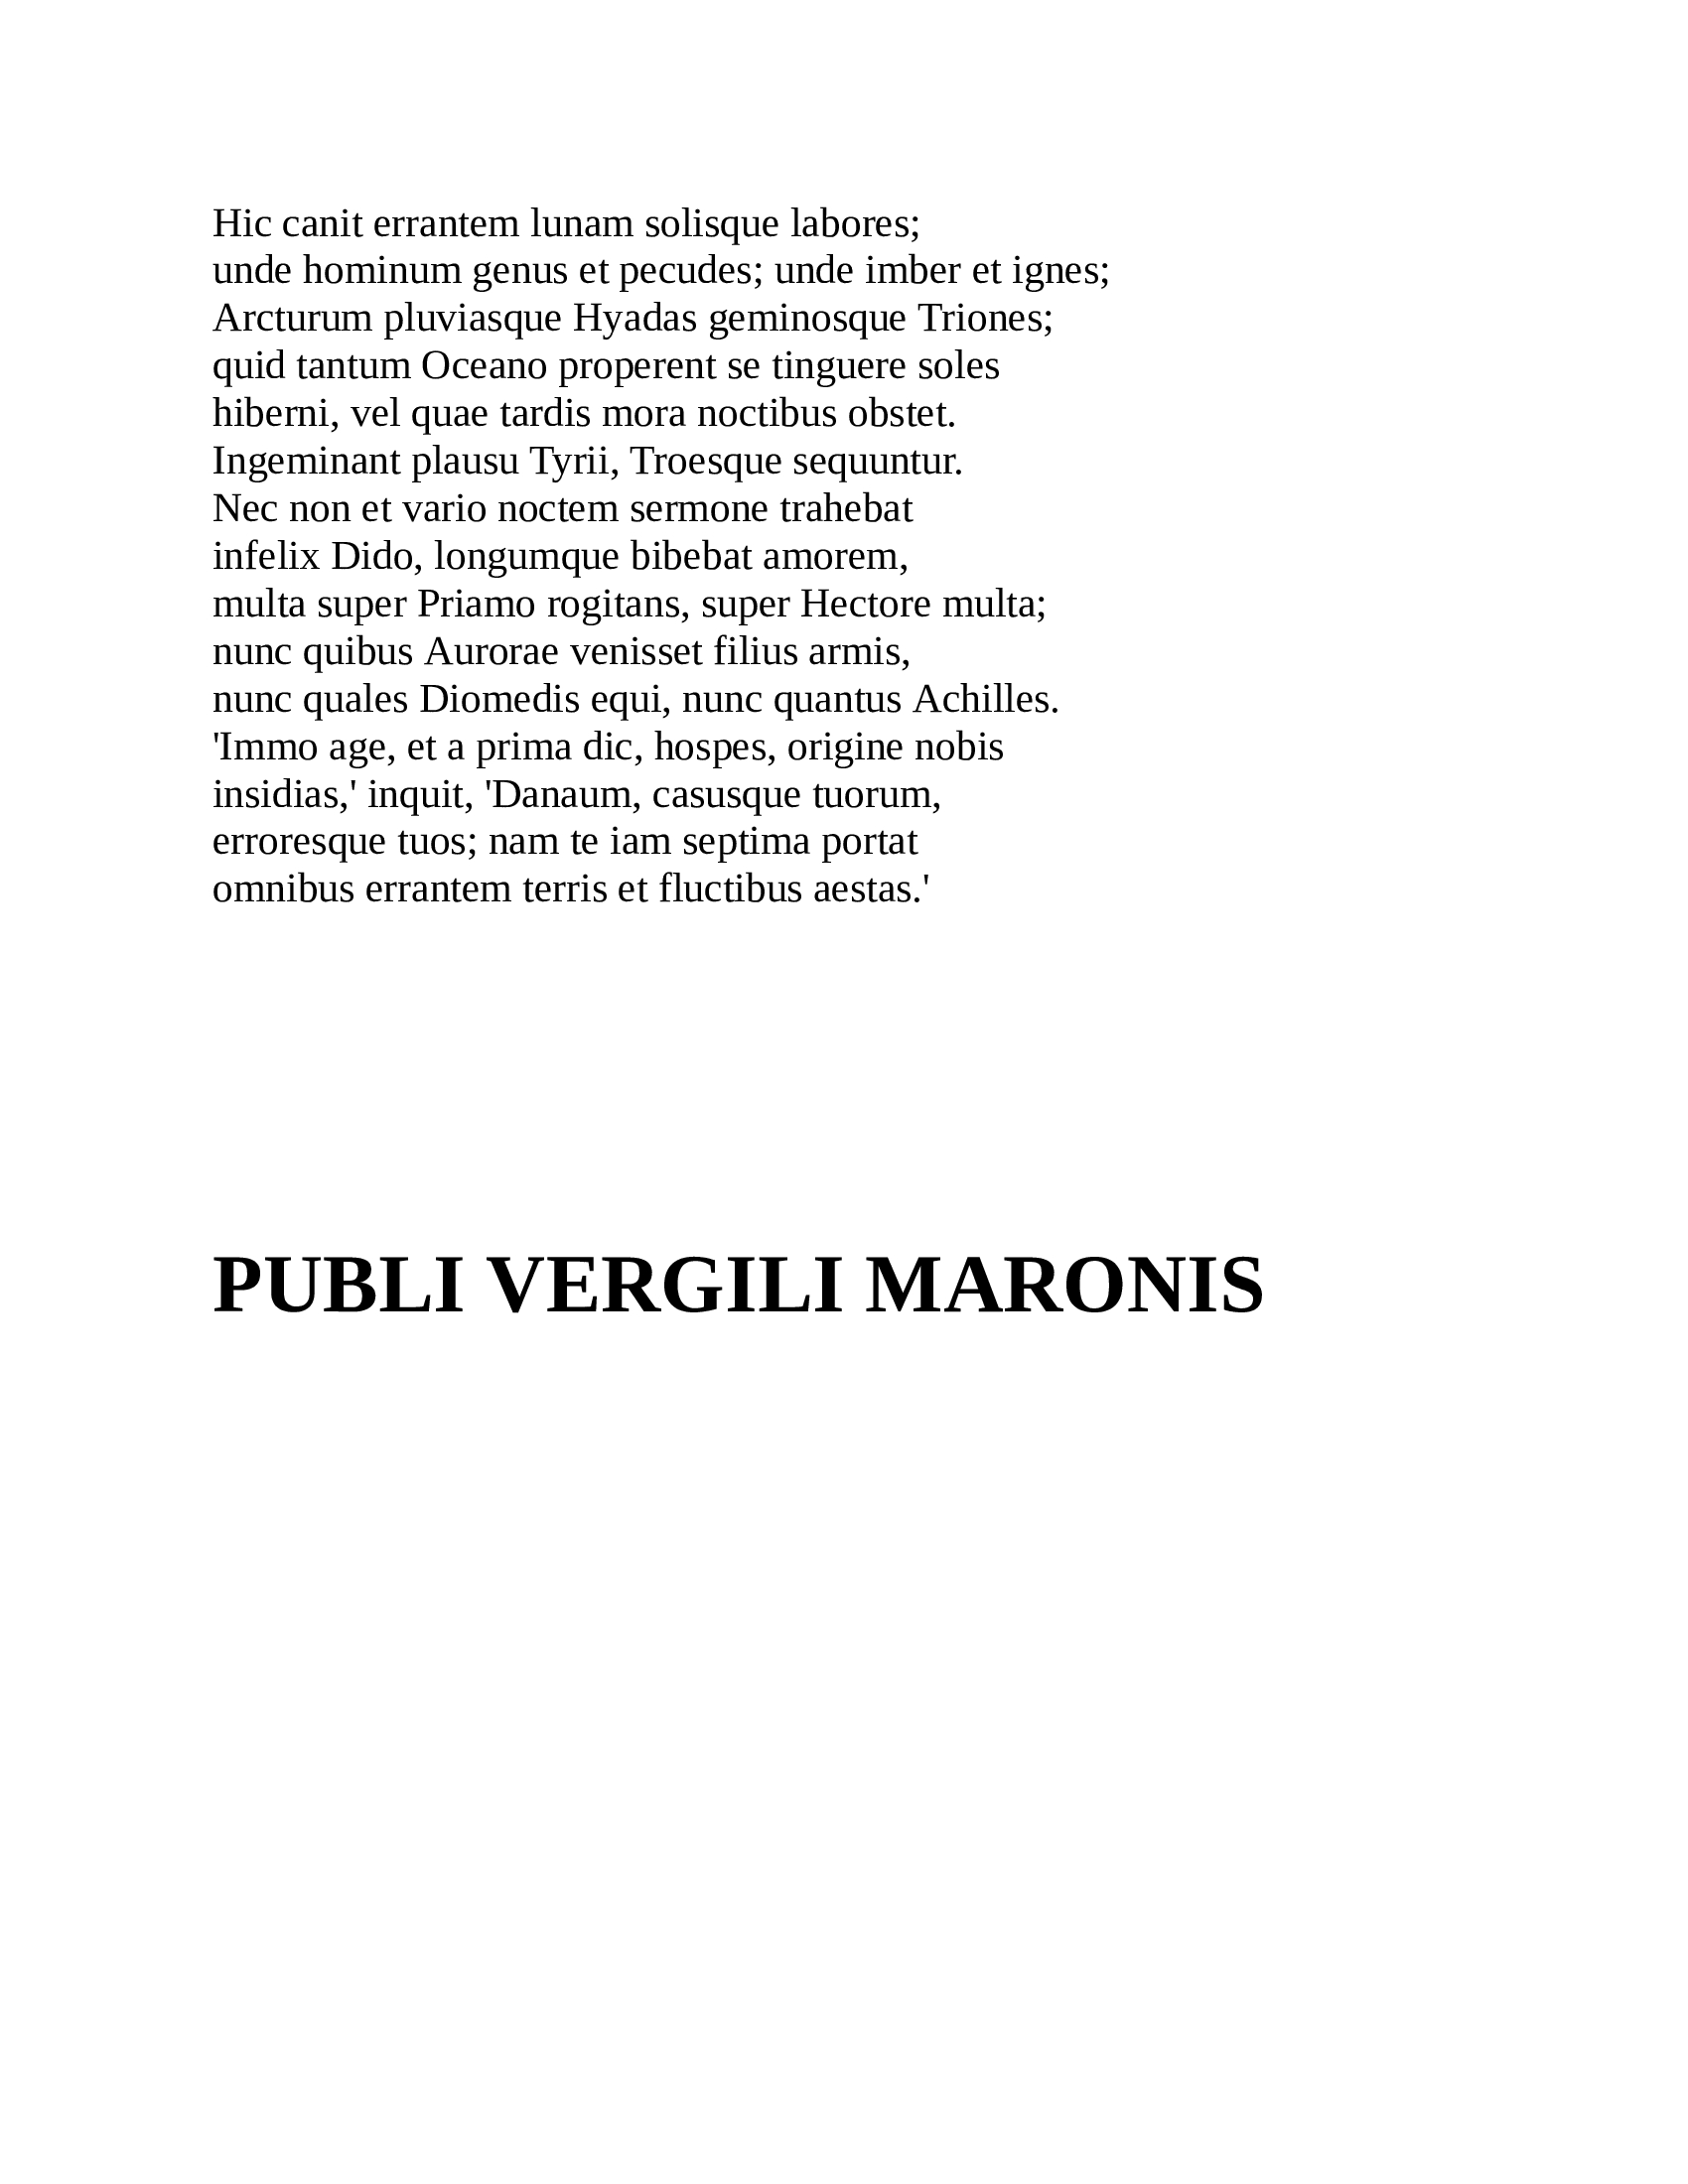 Hic canit errantem lunam solisque labores;
unde hominum genus et pecudes; unde imber et ignes;
Arcturum pluviasque Hyadas geminosque Triones;
quid tantum Oceano properent se tinguere soles
hiberni, vel quae tardis mora noctibus obstet.
Ingeminant plausu Tyrii, Troesque sequuntur.
Nec non et vario noctem sermone trahebat
infelix Dido, longumque bibebat amorem,
multa super Priamo rogitans, super Hectore multa;
nunc quibus Aurorae venisset filius armis,
nunc quales Diomedis equi, nunc quantus Achilles.
'Immo age, et a prima dic, hospes, origine nobis
insidias,' inquit, 'Danaum, casusque tuorum,
erroresque tuos; nam te iam septima portat
omnibus errantem terris et fluctibus aestas.'
PUBLI VERGILI MARONIS